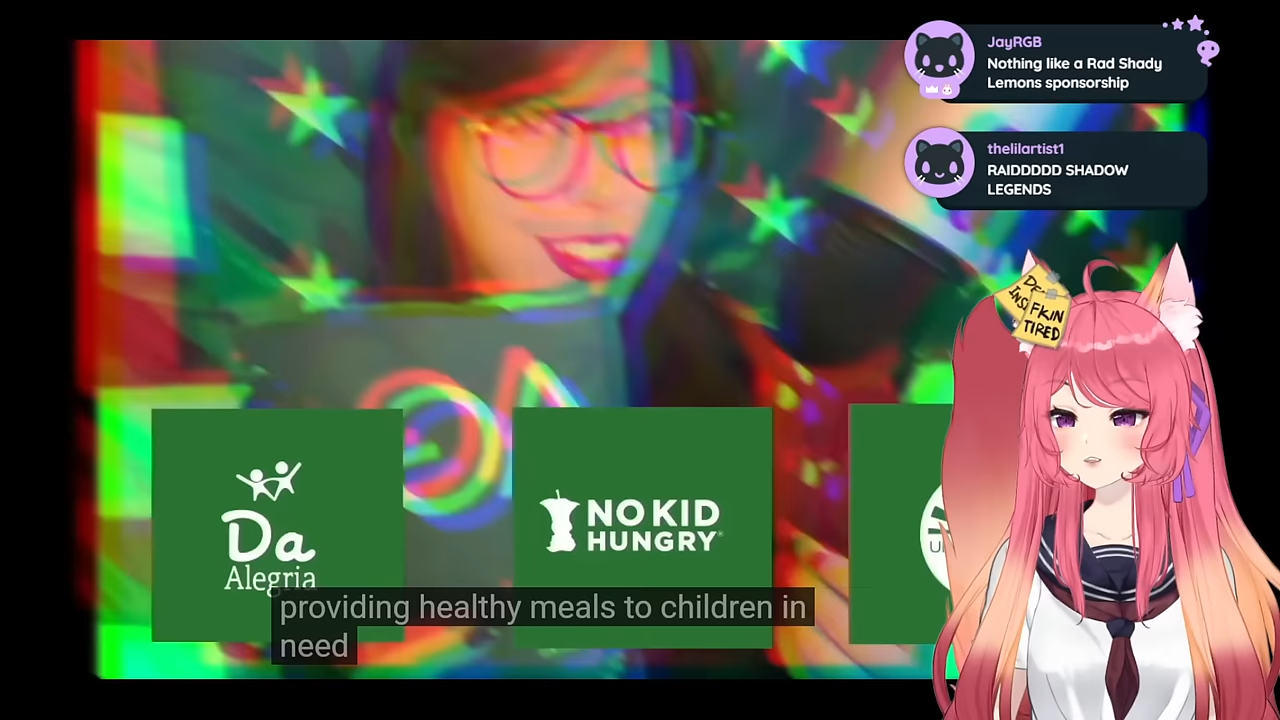 JayRGB
Nothing like a Rad Shady
Lemons sponsorship
thelilartist1
RAIDDDDD SHADOW
LEGENDS
FKIN
TIRED
Da
Alegria
NO KID
HUNGRY
providing healthy meals to children in
need